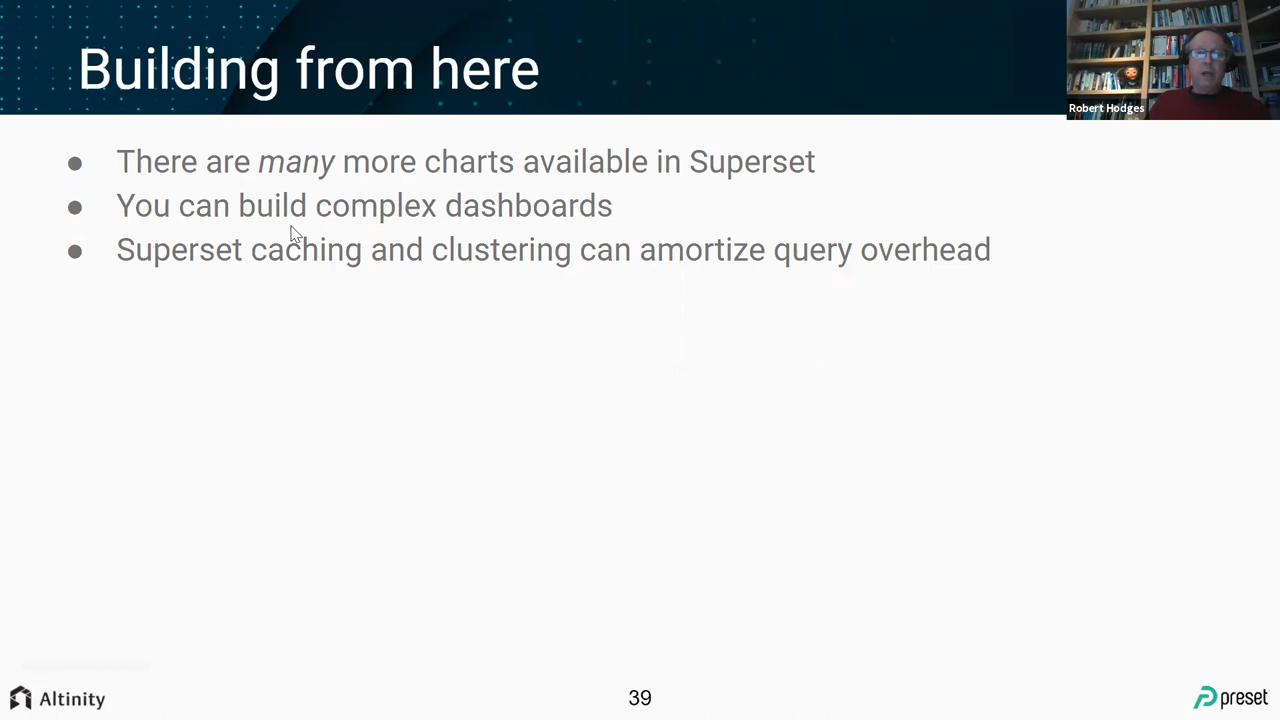 Building from here
Robert Hodges
● There are many more charts available in Superset
● You can build complex dashboards
● Superset caching and clustering can amortize query overhead
Altinity
39
preset